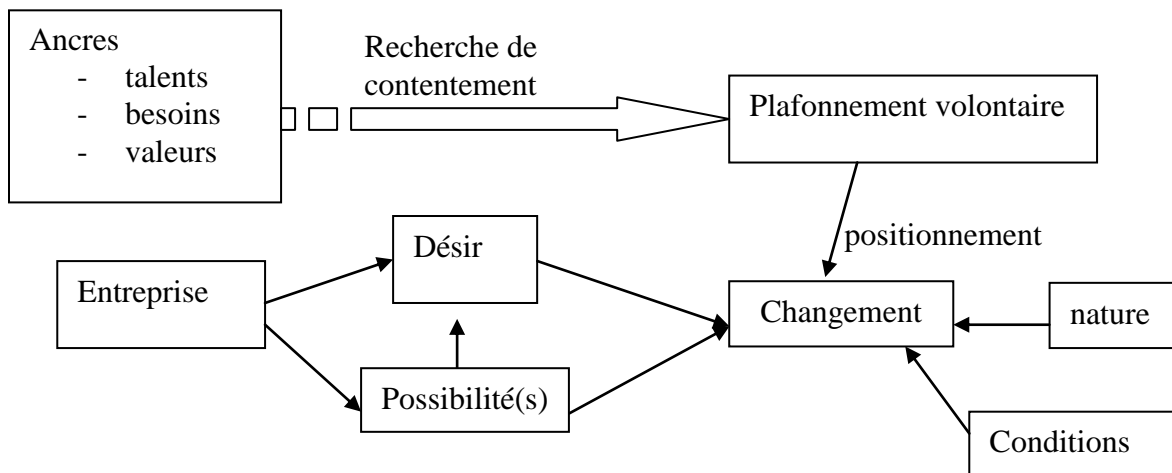 Ancres
- talents
- besoins
- valeurs
Recherche de
contentement
Plafonnement volontaire
positionnement
Désir
Entreprise
Changement
nature
Possibilité(s)
Conditions